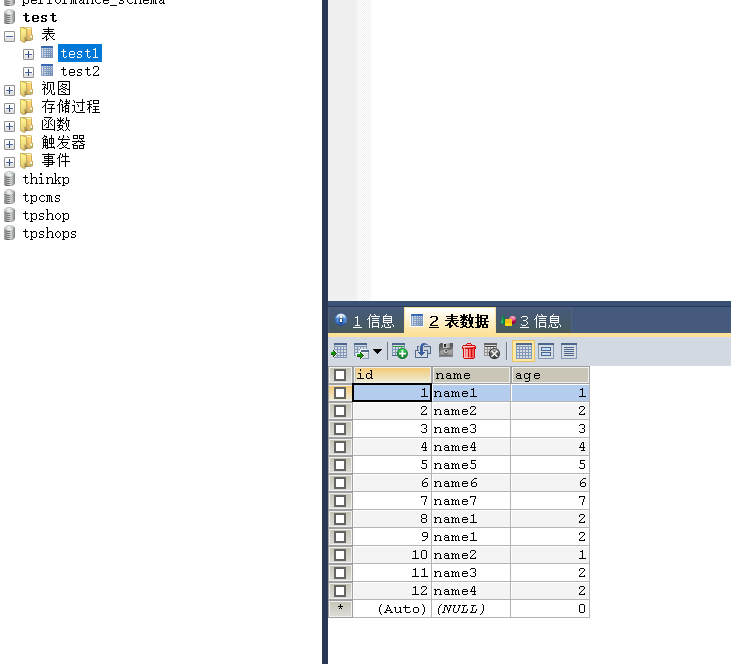 performance_schema
test
表
test1
test2
视图
存储过程
函数
触发器
事件
thinkp
tpcms
tpshop
tpshops
1 信息 2 表数据 3 信息
id name age
1 name1 1
2 name2 2
3 name3 3
4 name4 4
5 name5 5
6 name6 6
7 name7 7
8 name1 2
9 name1 2
10 name2 1
11 name3 2
12 name4 2
* (Auto) (NULL) 0